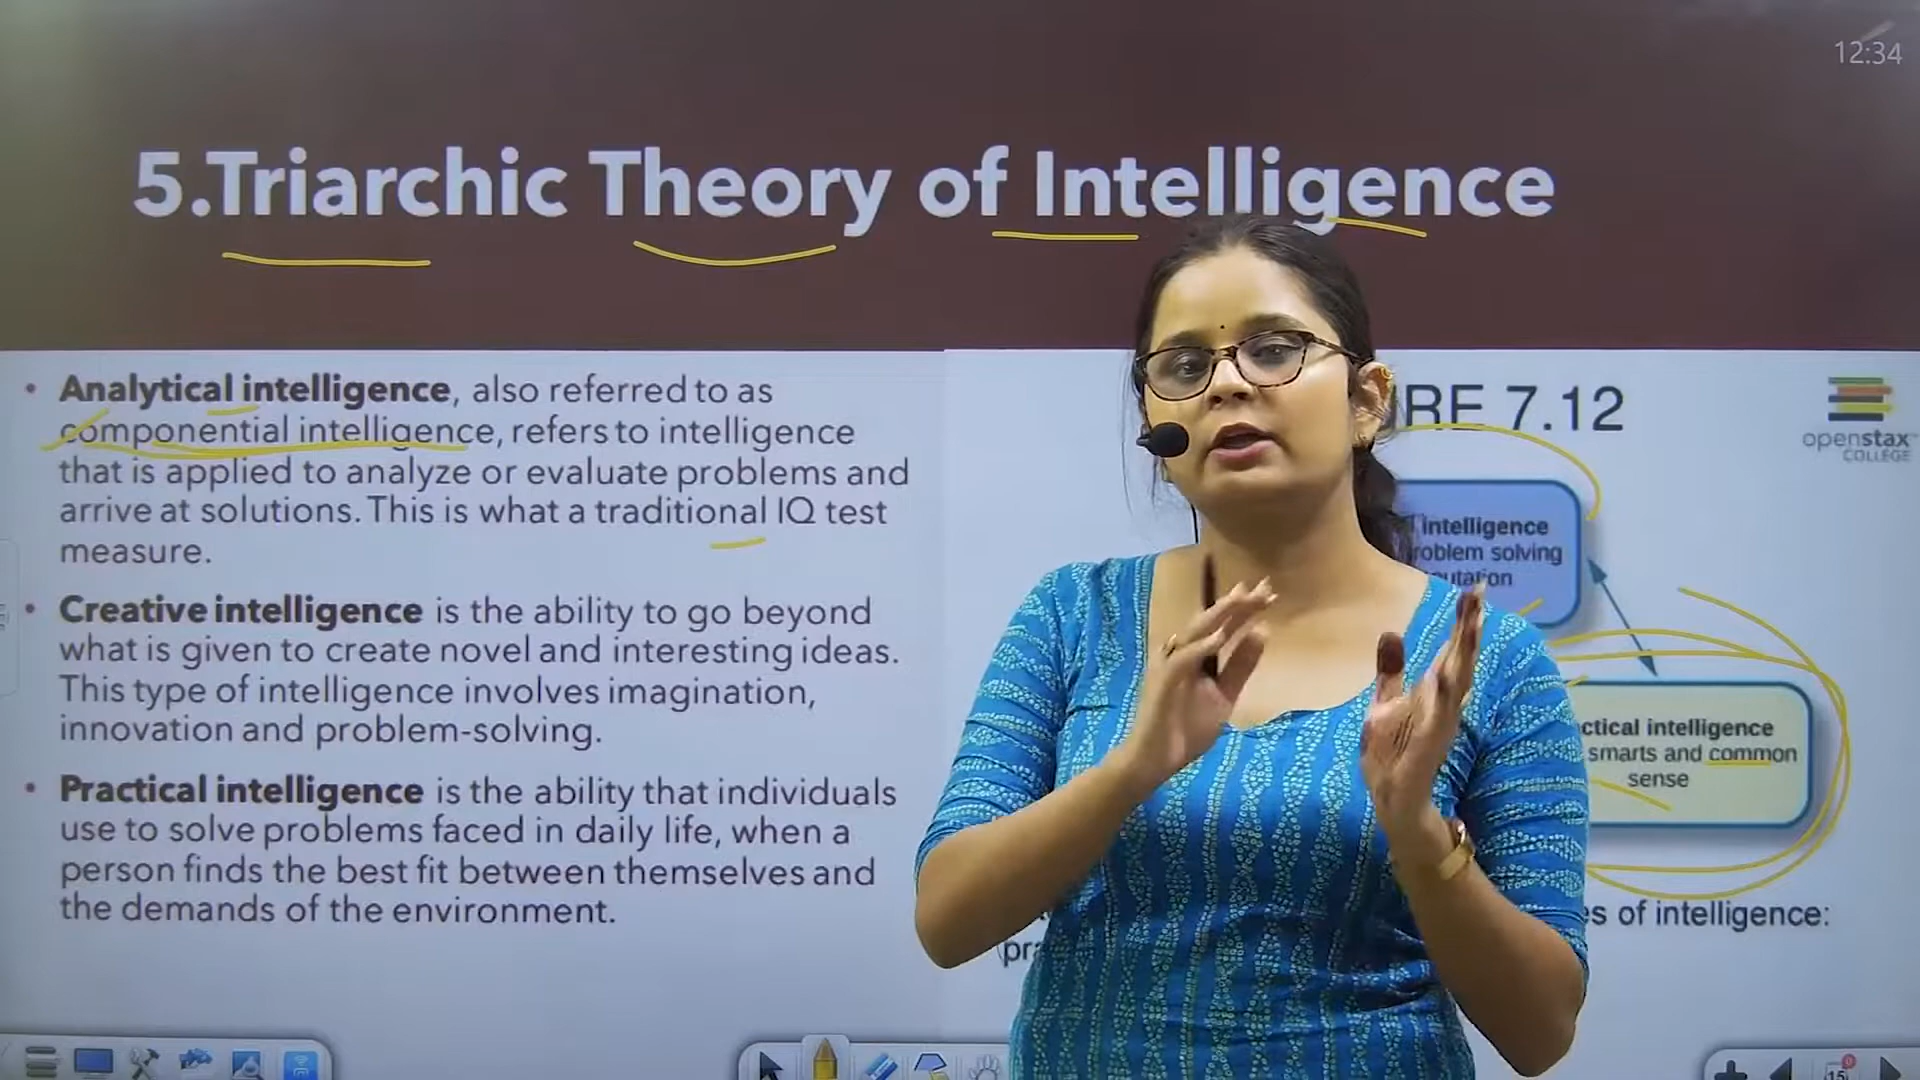 12:34
5.Triarchic Theory of Intelligence
• Analytical intelligence, also referred to as
componential intelligence, refers to intelligence
that is applied to analyze or evaluate problems and
arrive at solutions. This is what a traditional IQ test
measure.
• Creative intelligence is the ability to go beyond
what is given to create novel and interesting ideas.
This type of intelligence involves imagination,
innovation and problem-solving.
• Practical intelligence is the ability that individuals
use to solve problems faced in daily life, when a
person finds the best fit between themselves and
the demands of the environment.
7.12
openstax
COLLEGE
intelligence
solving
intelligence
smarts and common
sense
of intelligence:
15